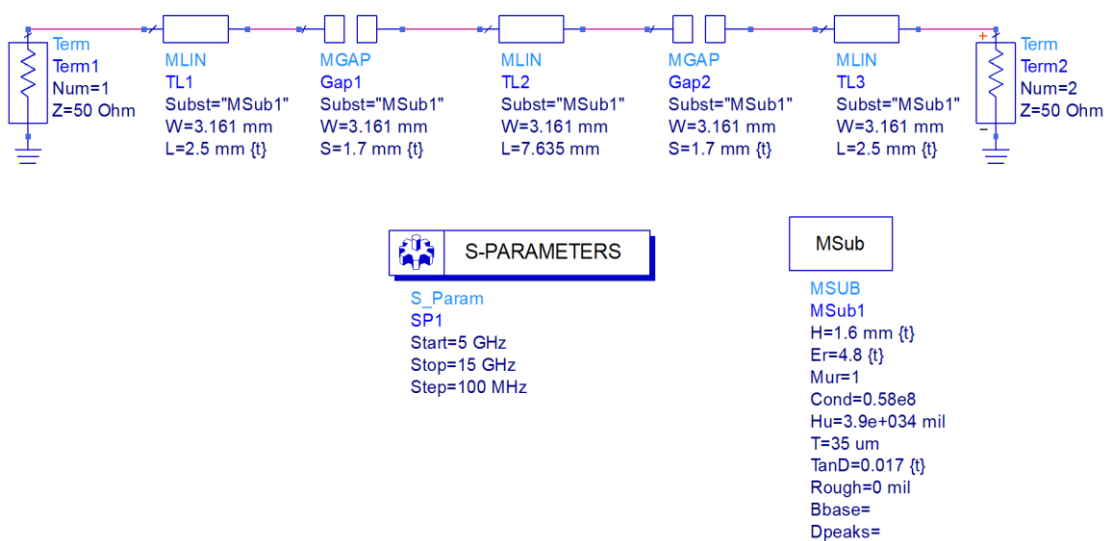 Term
Term1
Num=1
Z=50 Ohm
MLIN
TL1
Subst="MSub1"
W=3.161 mm
L=2.5 mm {t}
MGAP
Gap1
Subst="MSub1"
W=3.161 mm
S=1.7 mm {t}
MLIN
TL2
Subst="MSub1"
W=3.161 mm
L=7.635 mm
MGAP
Gap2
Subst="MSub1"
W=3.161 mm
S=1.7 mm {t}
MLIN
TL3
Subst="MSub1"
W=3.161 mm
L=2.5 mm {t}
+
Term
Term2
Num=2
Z=50 Ohm
−
S-PARAMETERS
S_Param
SP1
Start=5 GHz
Stop=15 GHz
Step=100 MHz
MSub
MSUB
MSub1
H=1.6 mm {t}
Er=4.8 {t}
Mur=1
Cond=0.58e8
Hu=3.9e+034 mil
T=35 um
TanD=0.017 {t}
Rough=0 mil
Bbase=
Dpeaks=